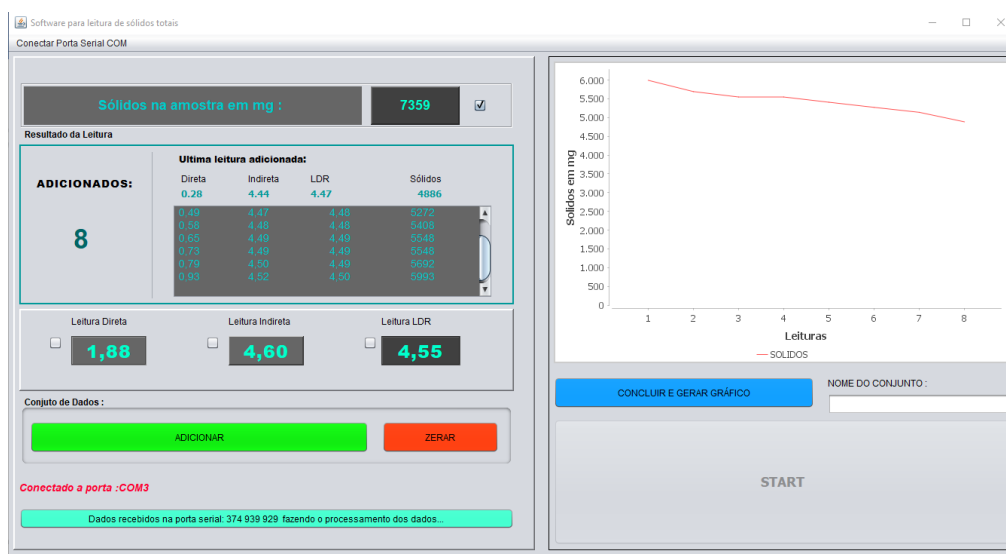 Software para leitura de sólidos totais
Conectar Porta Serial COM
Sólidos na amostra em mg :
7359
Resultado da Leitura
ADICIONADOS:
8
Ultima leitura adicionada:
Direta Indireta LDR Sólidos
0.28 4.44 4.47 4886
0,49 4,47 4,48 5272
0,58 4,48 4,48 5408
0,65 4,49 4,49 5548
0,73 4,49 4,49 5548
0,79 4,50 4,49 5692
0,93 4,52 4,50 5993
Leitura Direta Leitura Indireta Leitura LDR
1,88 4,60 4,55
Conjuto de Dados :
ADICIONAR ZERAR
Conectado a porta :COM3
Dados recebidos na porta serial: 374 939 929 fazendo o processamento dos dados...
Solidos em mg
6.000
5.500
5.000
4.500
4.000
3.500
3.000
2.500
2.000
1.500
1.000
500
0
1 2 3 4 5 6 7 8
Leituras
SOLIDOS
CONCLUIR E GERAR GRÁFICO
NOME DO CONJUNTO :
START